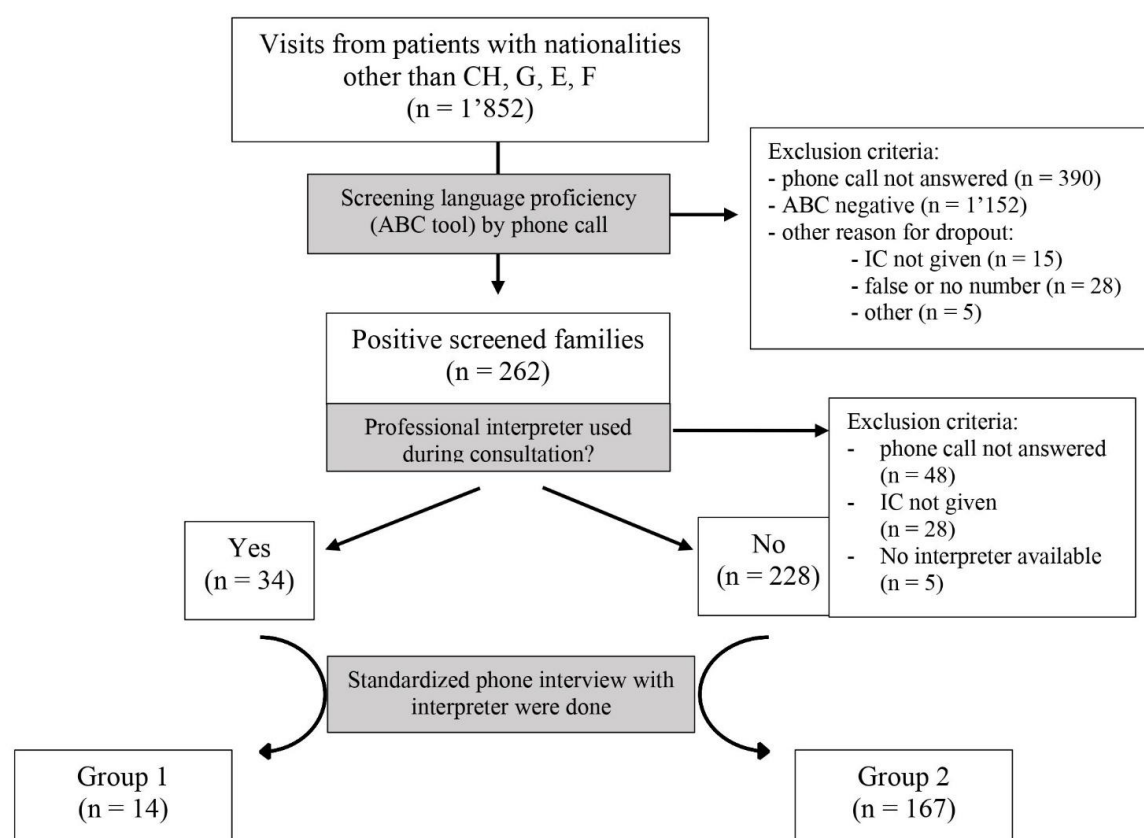 Visits from patients with nationalities
other than CH, G, E, F
(n = 1’852)
Screening language proficiency
(ABC tool) by phone call
Exclusion criteria:
- phone call not answered (n = 390)
- ABC negative (n = 1’152)
- other reason for dropout:
- IC not given (n = 15)
- false or no number (n = 28)
- other (n = 5)
Positive screened families
(n = 262)
Professional interpreter used
during consultation?
Exclusion criteria:
- phone call not answered
(n = 48)
- IC not given
(n = 28)
- No interpreter available
(n = 5)
Yes
(n = 34)
No
(n = 228)
Standardized phone interview with
interpreter were done
Group 1
(n = 14)
Group 2
(n = 167)